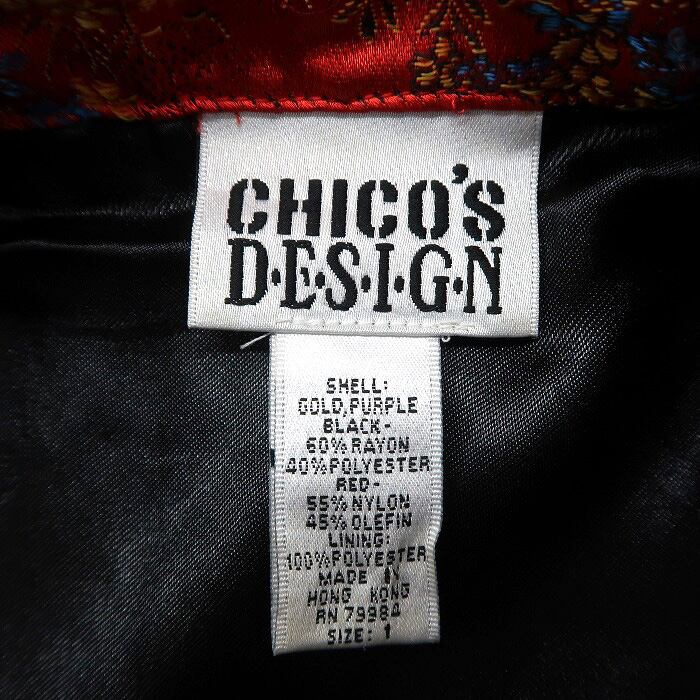 CHICO'S
D·E·S·I·G·N
SHELL:
GOLD,PURPLE
BLACK-
60%RAYON
40%POLYESTER
RED-
55%NYLON
45%OLEFIN
LINING:
100%POLYESTER
MADE IN
HONG KONG
RN 79984
SIZE: 1